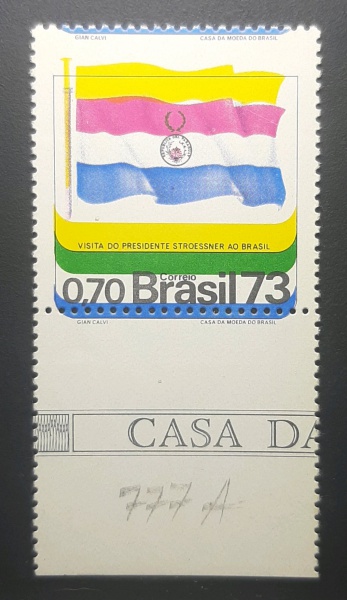 GIAN CALVI CASA DA MOEDA DO BRASIL
VISITA DO PRESIDENTE STROESSNER AO BRASIL
Correio
0,70 Brasil 73
GIAN CALVI CASA DA MOEDA DO BRASIL
CASA DA
777 A